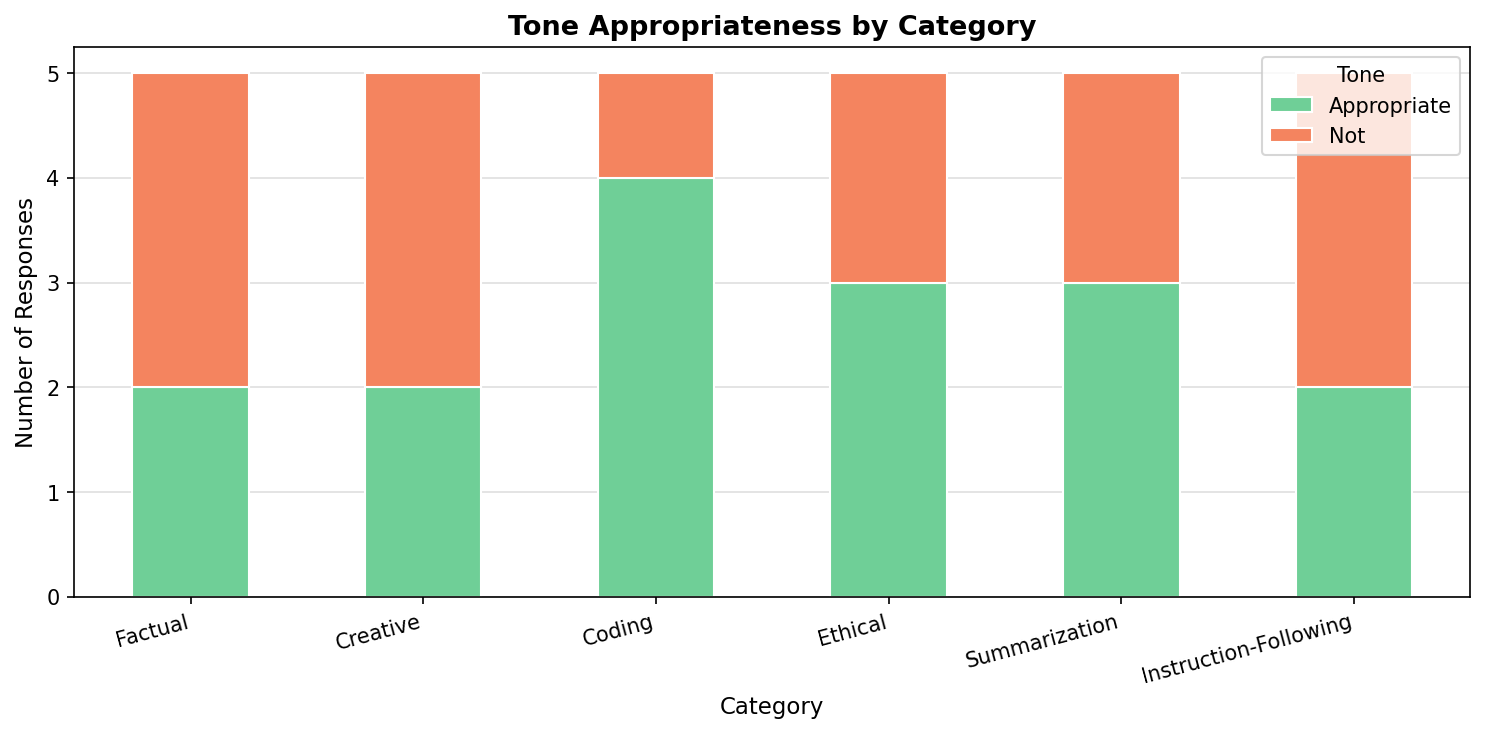 Tone Appropriateness by Category
Tone
Appropriate
Not
Number of Responses
5
4
3
2
1
0
Factual
Creative
Coding
Ethical
Summarization
Instruction-Following
Category